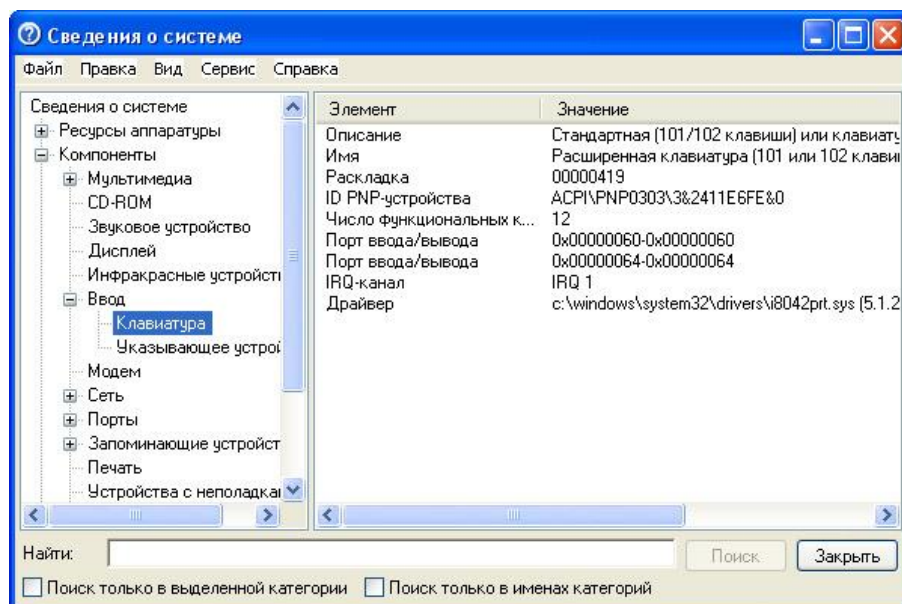 Сведения о системе
Файл Правка Вид Сервис Справка
Сведения о системе
Ресурсы аппаратуры
Компоненты
Мультимедиа
CD-ROM
Звуковое устройство
Дисплей
Инфракрасные устройсті
Ввод
Клавиатура
Указывающее устрої
Модем
Сеть
Порты
Запоминающие устройст
Печать
Устройства с неполадкаı
Элемент Значение
Описание Стандартная (101/102 клавиши) или клавиату
Имя Расширенная клавиатура (101 или 102 клавиı
Раскладка 00000419
ID PNP-устройства ACPI\PNP0303\3&2411E6FE&0
Число функциональных к... 12
Порт ввода/вывода 0x00000060-0x00000060
Порт ввода/вывода 0x00000064-0x00000064
IRQ-канал IRQ 1
Драйвер c:\windows\system32\drivers\i8042prt.sys (5.1.2
Найти:
Поиск Закрыть
Поиск только в выделенной категории Поиск только в именах категорий